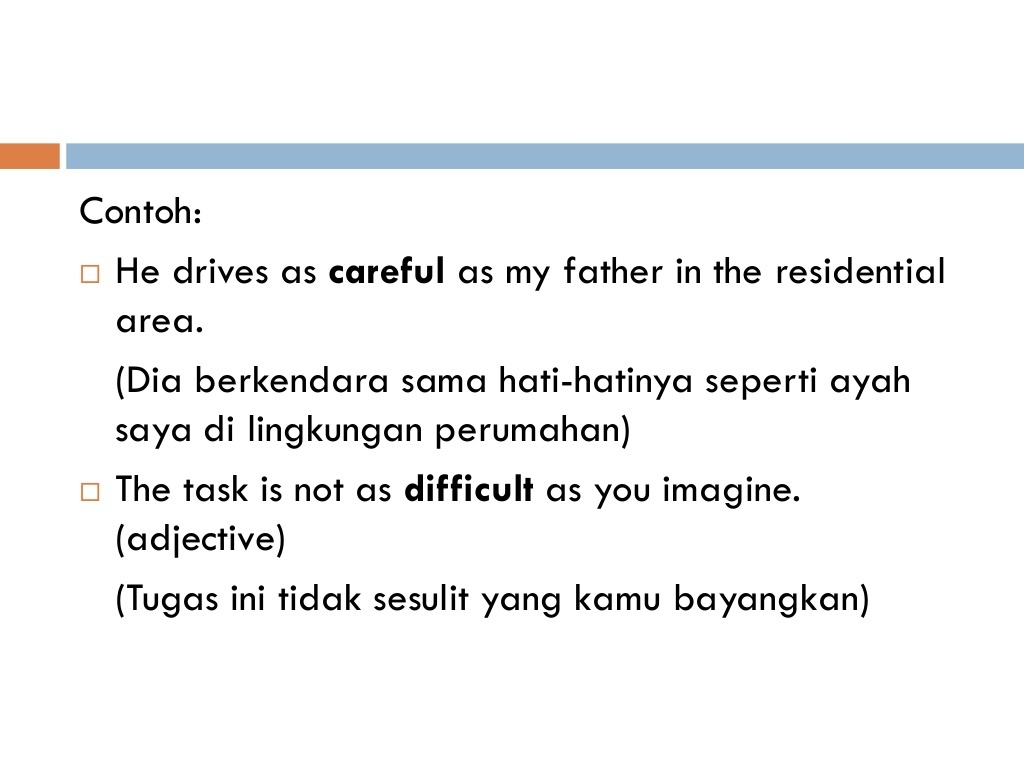 Contoh:
He drives as careful as my father in the residential
area.
(Dia berkendara sama hati-hatinya seperti ayah
saya di lingkungan perumahan)
The task is not as difficult as you imagine.
(adjective)
(Tugas ini tidak sesulit yang kamu bayangkan)